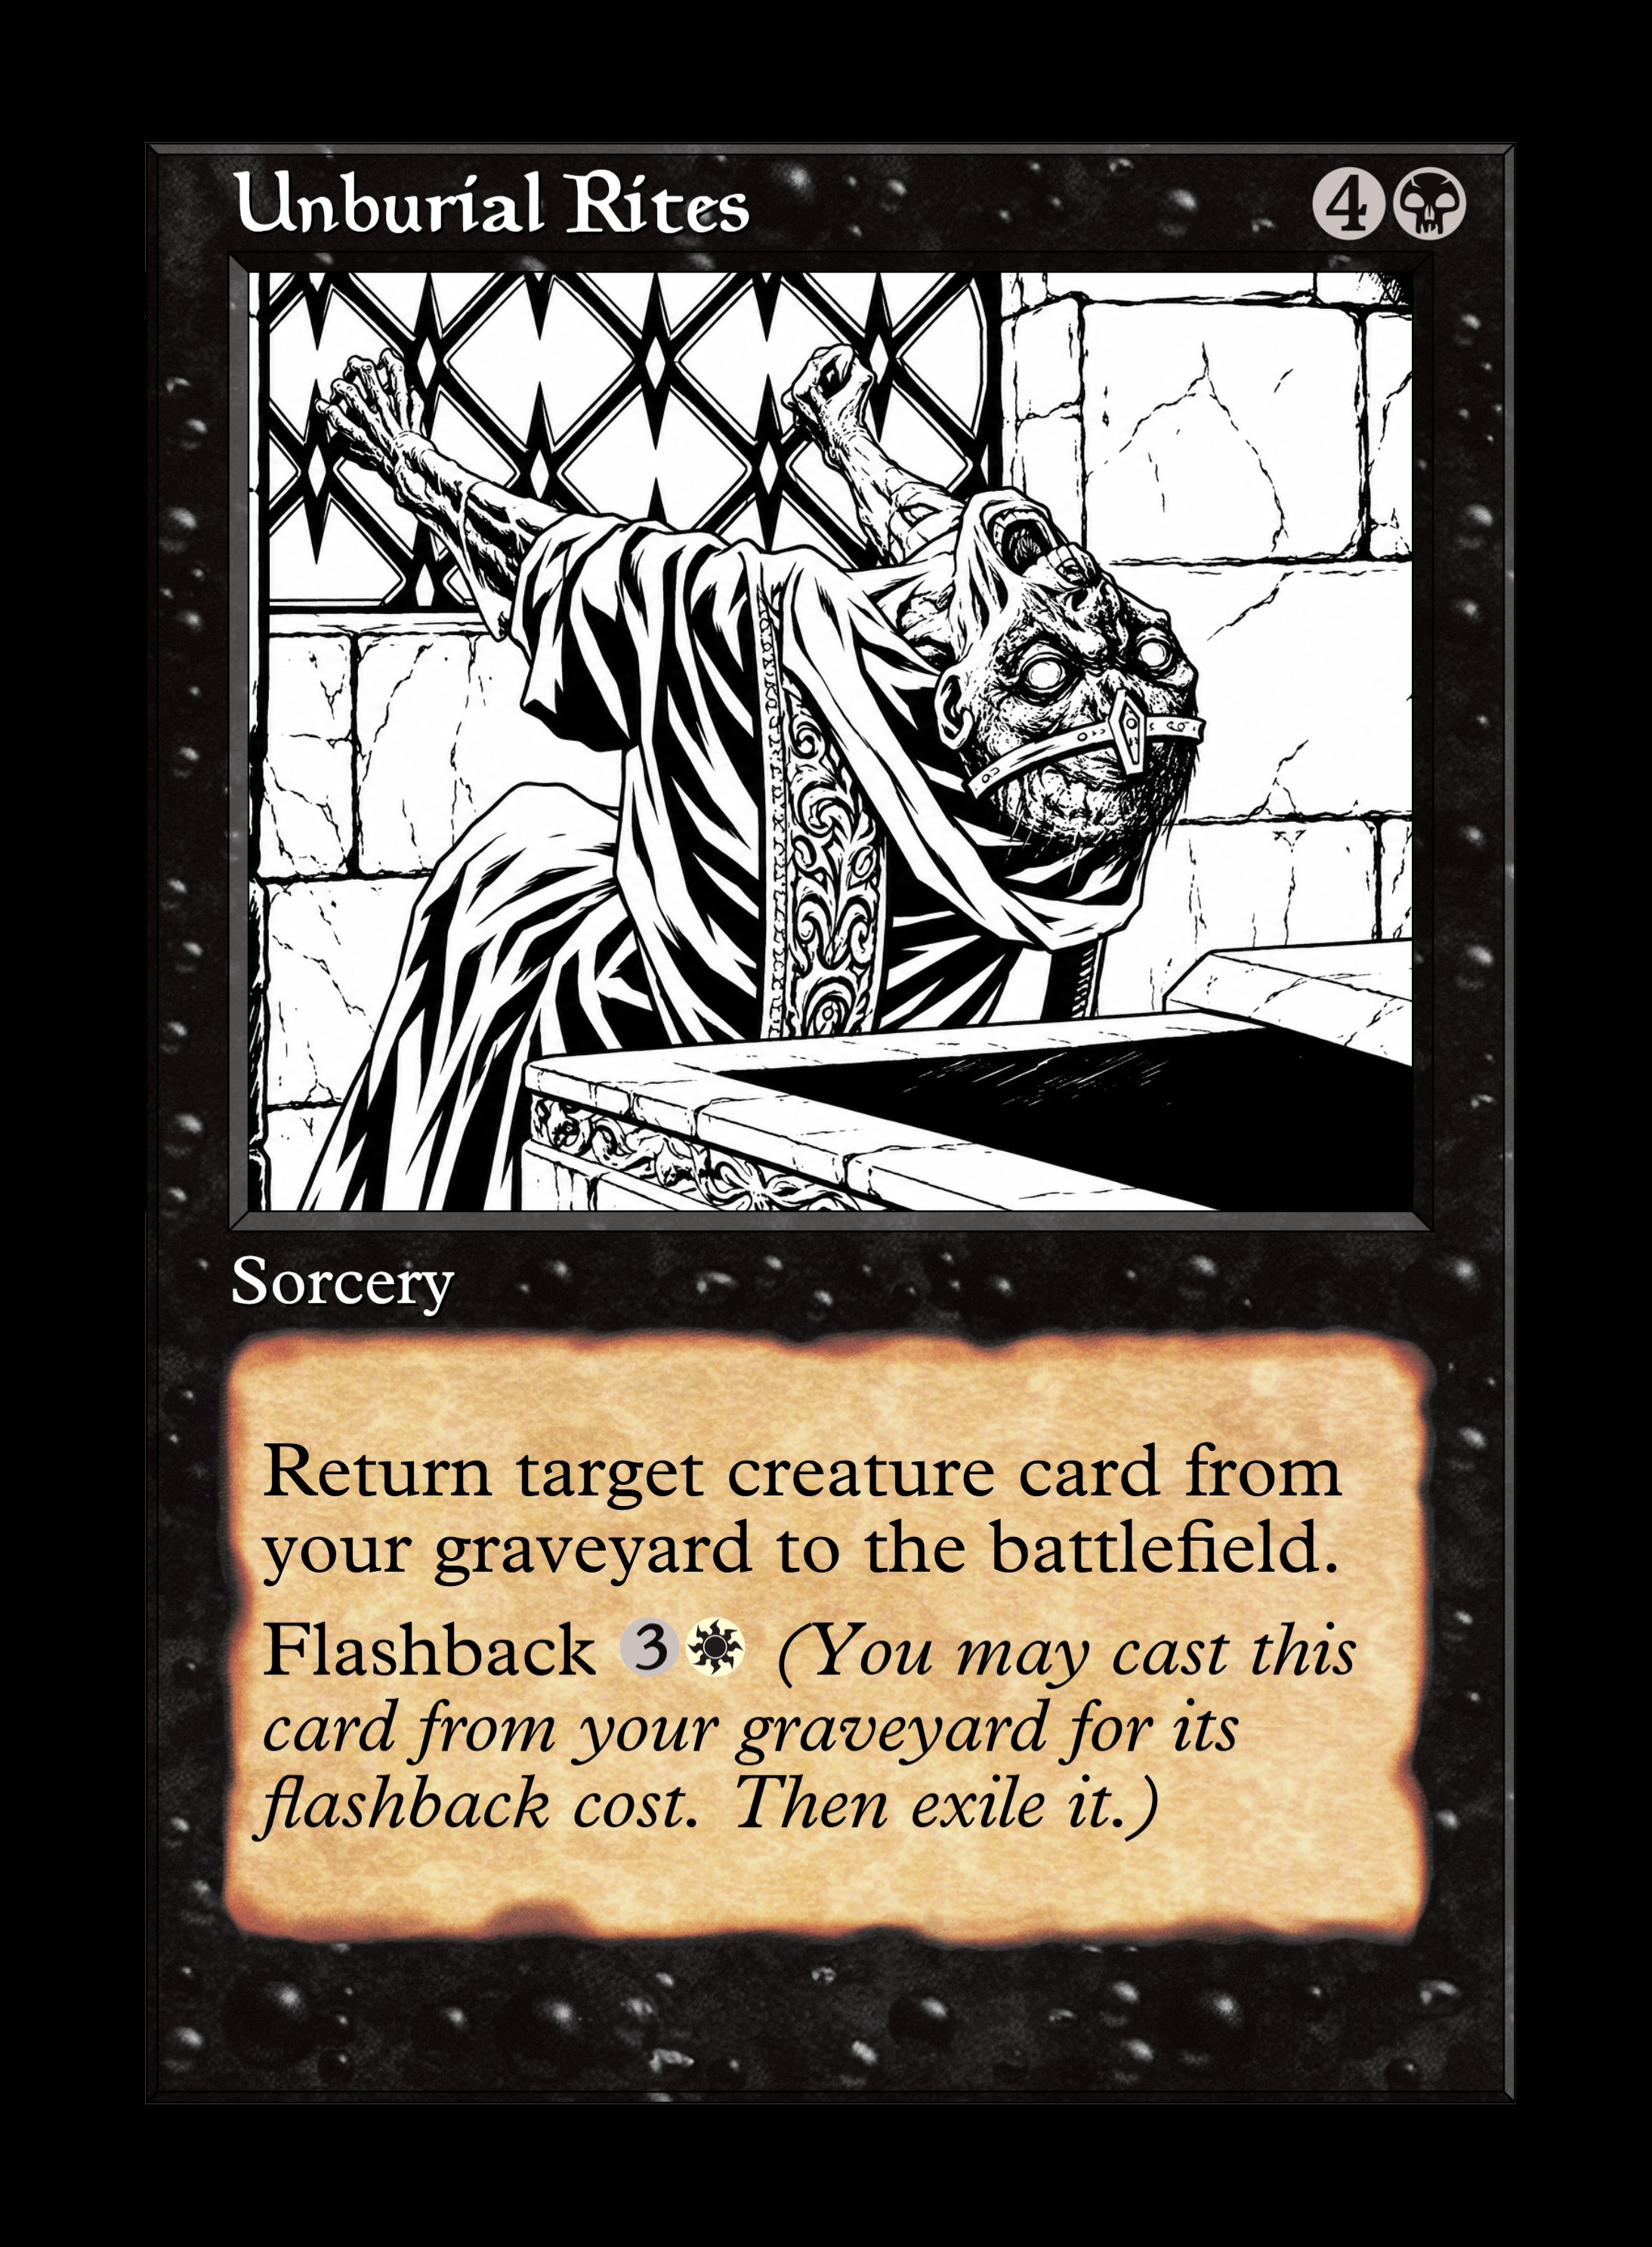 Unburial Rites 4
Sorcery
Return target creature card from
your graveyard to the battlefield.
Flashback 3 (You may cast this
card from your graveyard for its
flashback cost. Then exile it.)